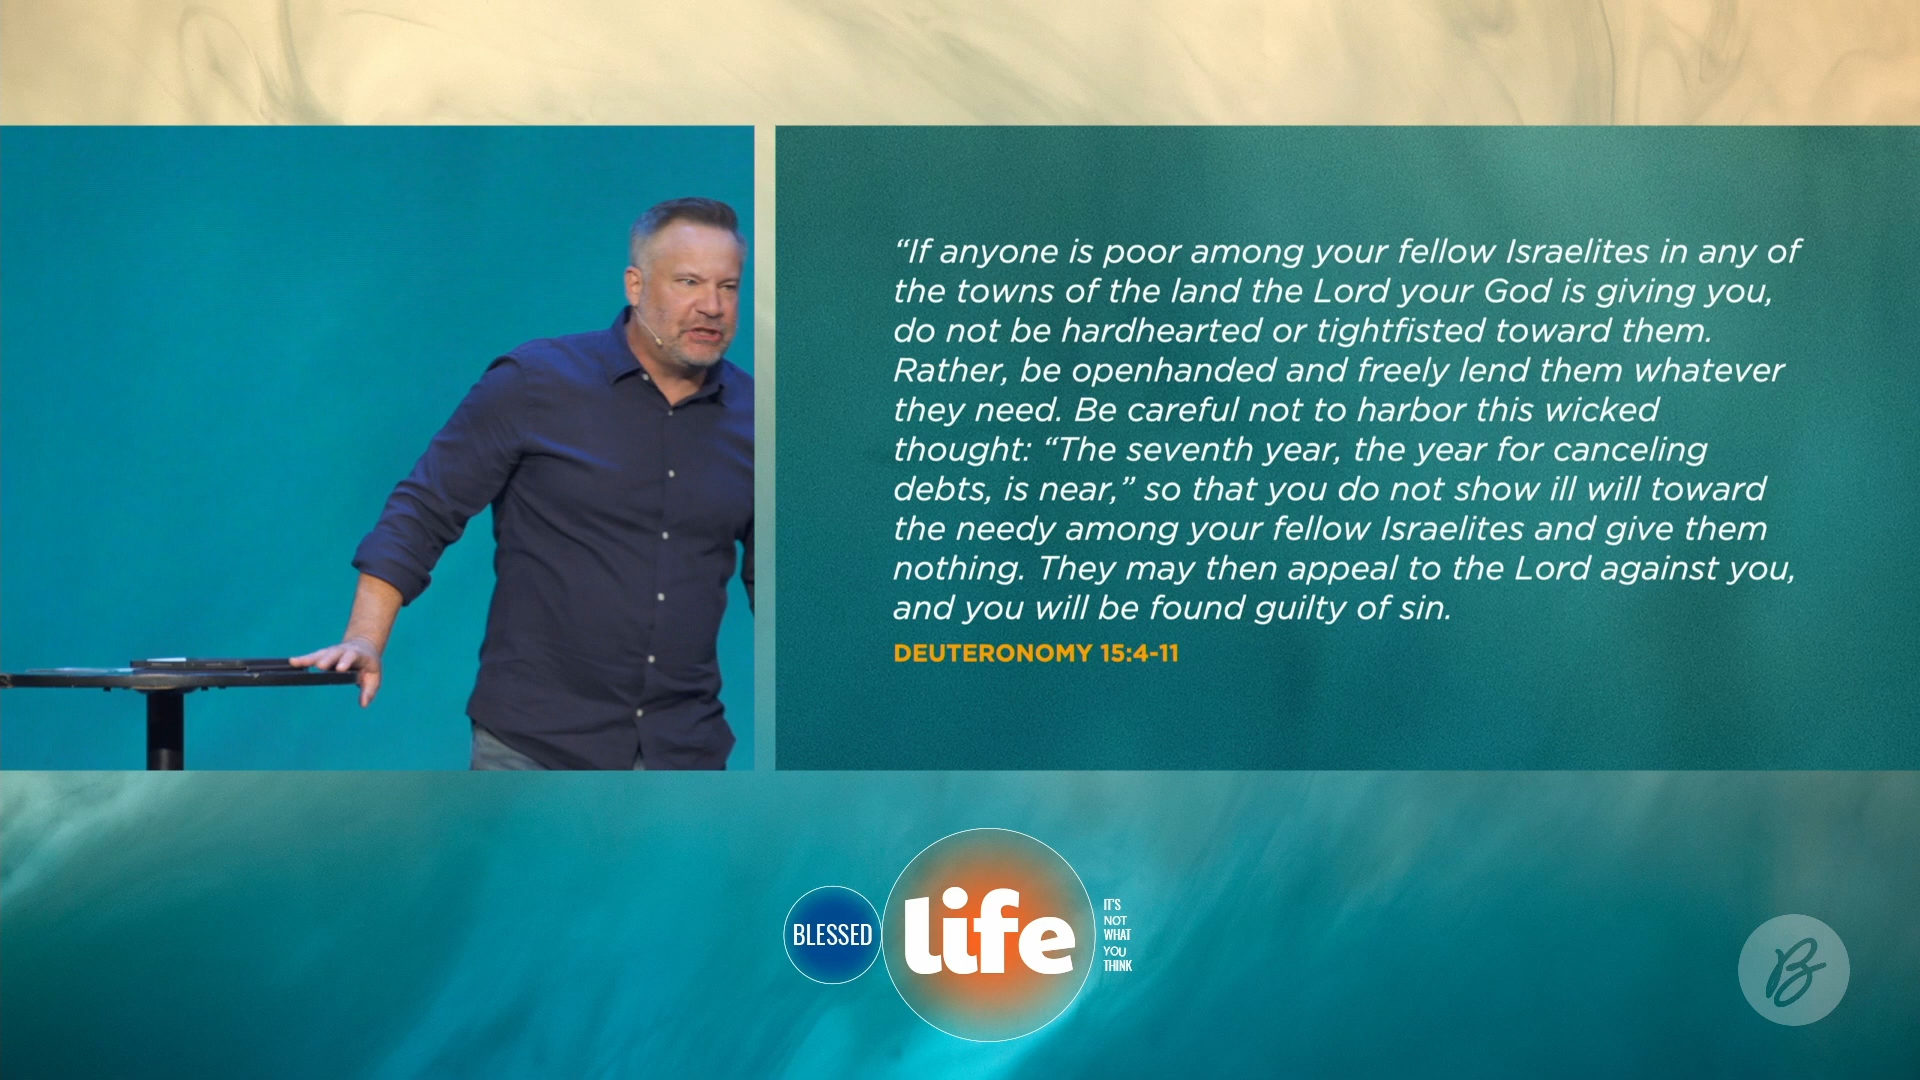 “If anyone is poor among your fellow Israelites in any of
the towns of the land the Lord your God is giving you,
do not be hardhearted or tightfisted toward them.
Rather, be openhanded and freely lend them whatever
they need. Be careful not to harbor this wicked
thought: “The seventh year, the year for canceling
debts, is near,” so that you do not show ill will toward
the needy among your fellow Israelites and give them
nothing. They may then appeal to the Lord against you,
and you will be found guilty of sin.
DEUTERONOMY 15:4-11
BLESSED
life
IT'S
NOT
WHAT
YOU
THINK
B